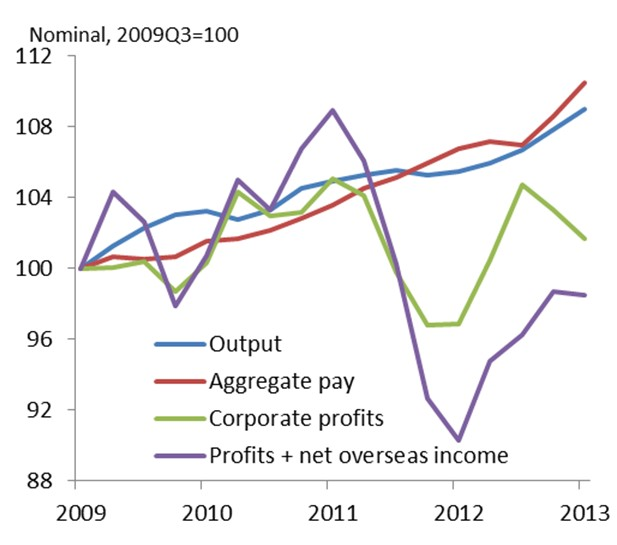 Nominal, 2009Q3=100
112
108
104
100
96
92
88
Output
Aggregate pay
Corporate profits
Profits + net overseas income
2009
2010
2011
2012
2013